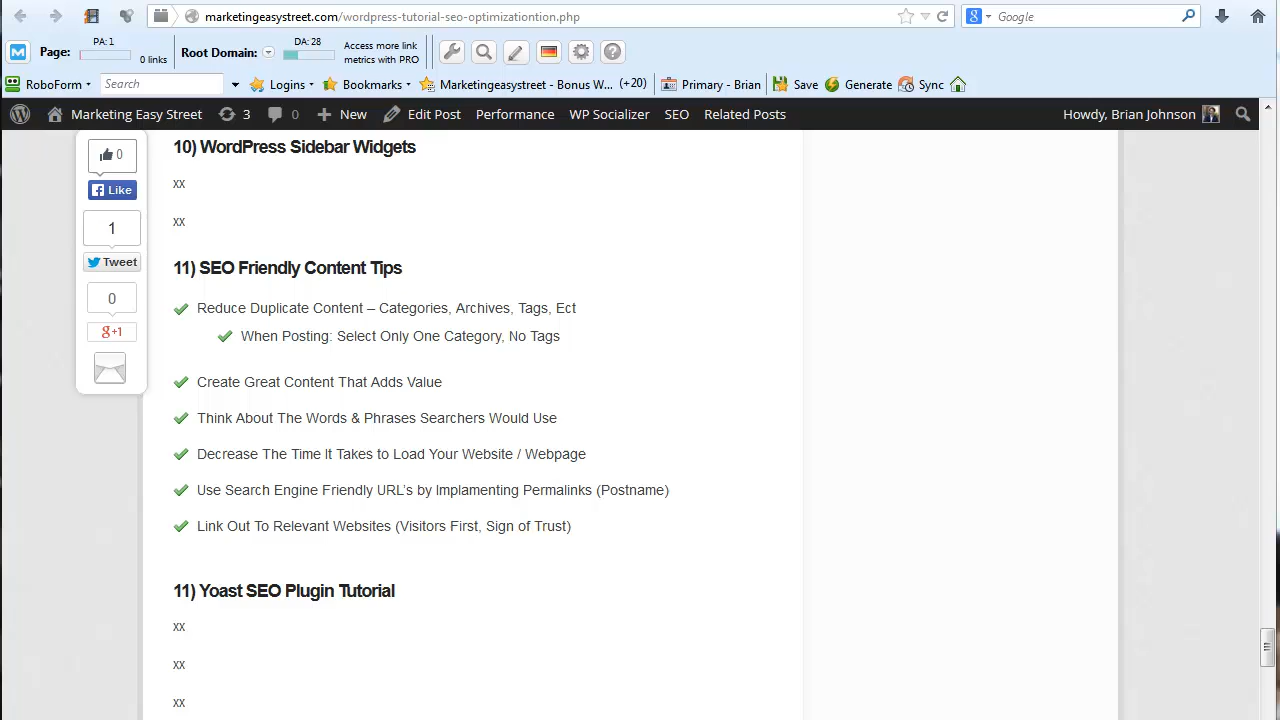 marketingeasystreet.com/wordpress-tutorial-seo-optimizationtion.php
Google
Page:
PA: 1
0 links
Root Domain:
DA: 28
Access more link
metrics with PRO
RoboForm
Search
Logins
Bookmarks
Marketingeasystreet - Bonus W... (+20)
Primary - Brian
Save
Generate
Sync
Marketing Easy Street
3
0
New
Edit Post
Performance
WP Socializer
SEO
Related Posts
Howdy, Brian Johnson
0
Like
1
Tweet
0
g+1
10) WordPress Sidebar Widgets
xx
xx
11) SEO Friendly Content Tips
Reduce Duplicate Content – Categories, Archives, Tags, Ect
When Posting: Select Only One Category, No Tags
Create Great Content That Adds Value
Think About The Words & Phrases Searchers Would Use
Decrease The Time It Takes to Load Your Website / Webpage
Use Search Engine Friendly URL's by Implamenting Permalinks (Postname)
Link Out To Relevant Websites (Visitors First, Sign of Trust)
11) Yoast SEO Plugin Tutorial
xx
xx
xx